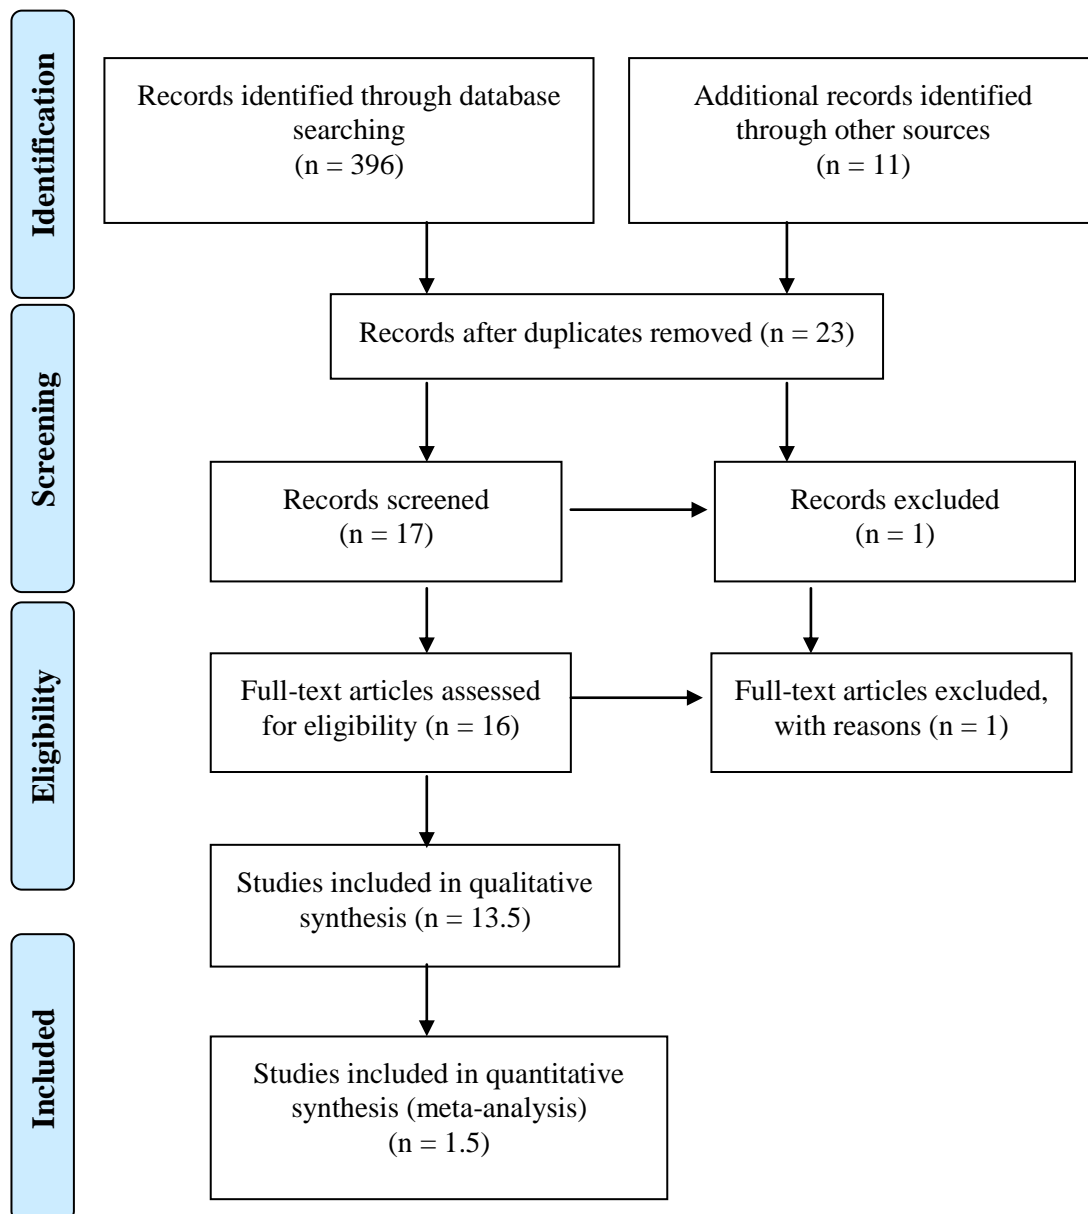 Identification
Records identified through database
searching
(n = 396)
Additional records identified
through other sources
(n = 11)
Screening
Records after duplicates removed (n = 23)
Records screened
(n = 17)
Records excluded
(n = 1)
Eligibility
Full-text articles assessed
for eligibility (n = 16)
Full-text articles excluded,
with reasons (n = 1)
Studies included in qualitative
synthesis (n = 13.5)
Included
Studies included in quantitative
synthesis (meta-analysis)
(n = 1.5)